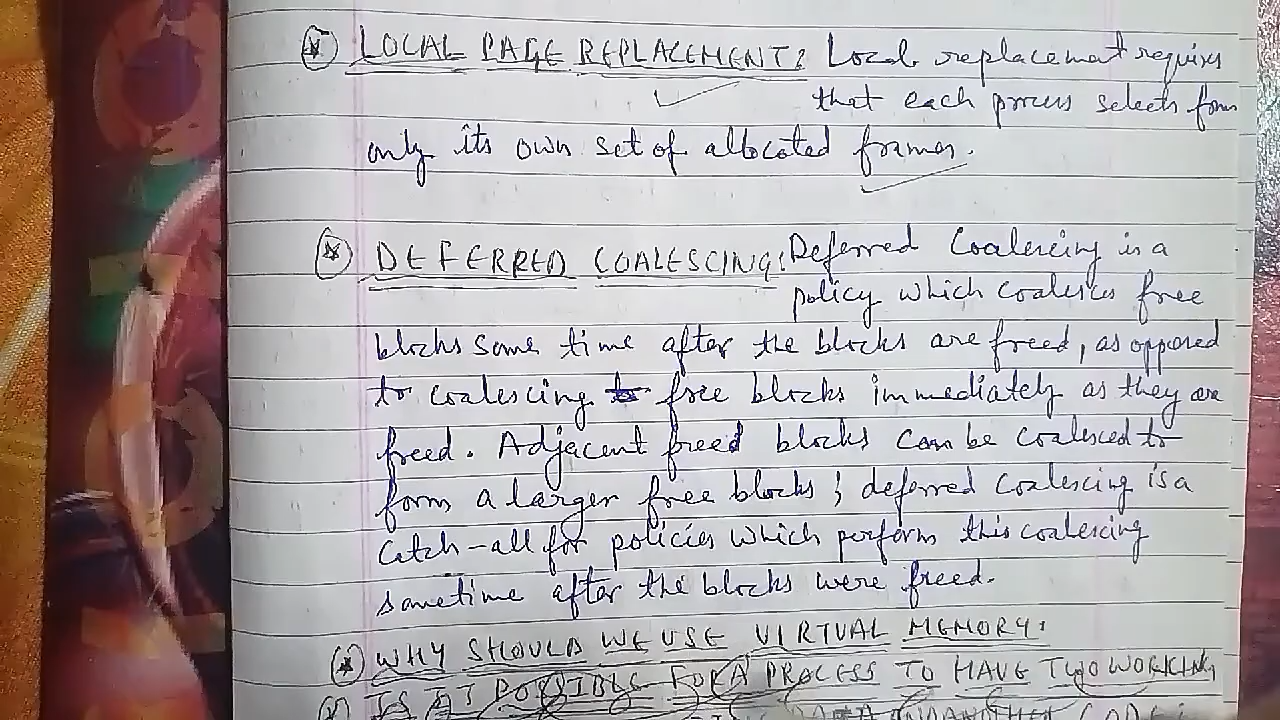 LOCAL PAGE REPLACEMENT: Local replacement requires
that each process selects from
only its own set of allocated frames.
DEFERRED COALESCING: Deferred Coalescing is a
policy which coalesces free
blocks some time after the blocks are freed, as opposed
to coalescing free blocks immediately as they are
freed. Adjacent freed blocks can be coalesced to
form a larger free blocks; deferred coalescing is a
catch-all for policies which perform this coalescing
sometime after the blocks were freed.
WHY SHOULD WE USE VIRTUAL MEMORY:
IS IT POSSIBLE FOR A PROCESS TO HAVE TWO WORKING